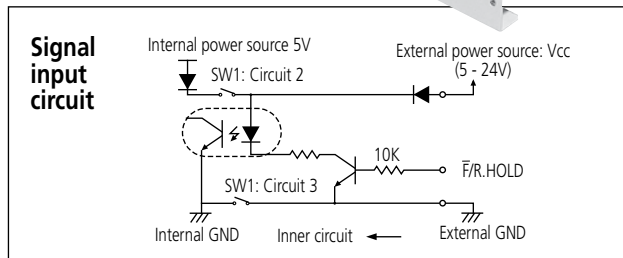 Signal
input
circuit
Internal power source 5V
External power source: Vcc
(5 - 24V)
SW1: Circuit 2
10K
F̅/R.HOLD
SW1: Circuit 3
Internal GND
Inner circuit
External GND